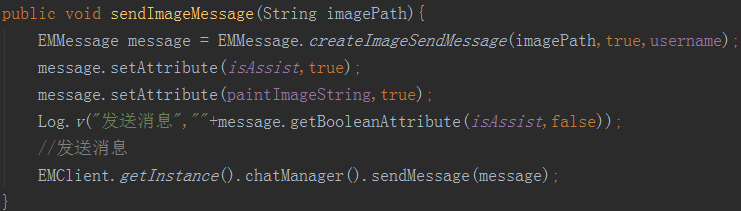 public void sendImageMessage(String imagePath){
    EMMessage message = EMMessage.createImageSendMessage(imagePath,true,username);
    message.setAttribute(isAssist,true);
    message.setAttribute(paintImageString,true);
    Log.v("发送消息",""+message.getBooleanAttribute(isAssist,false));
    //发送消息
    EMClient.getInstance().chatManager().sendMessage(message);
}